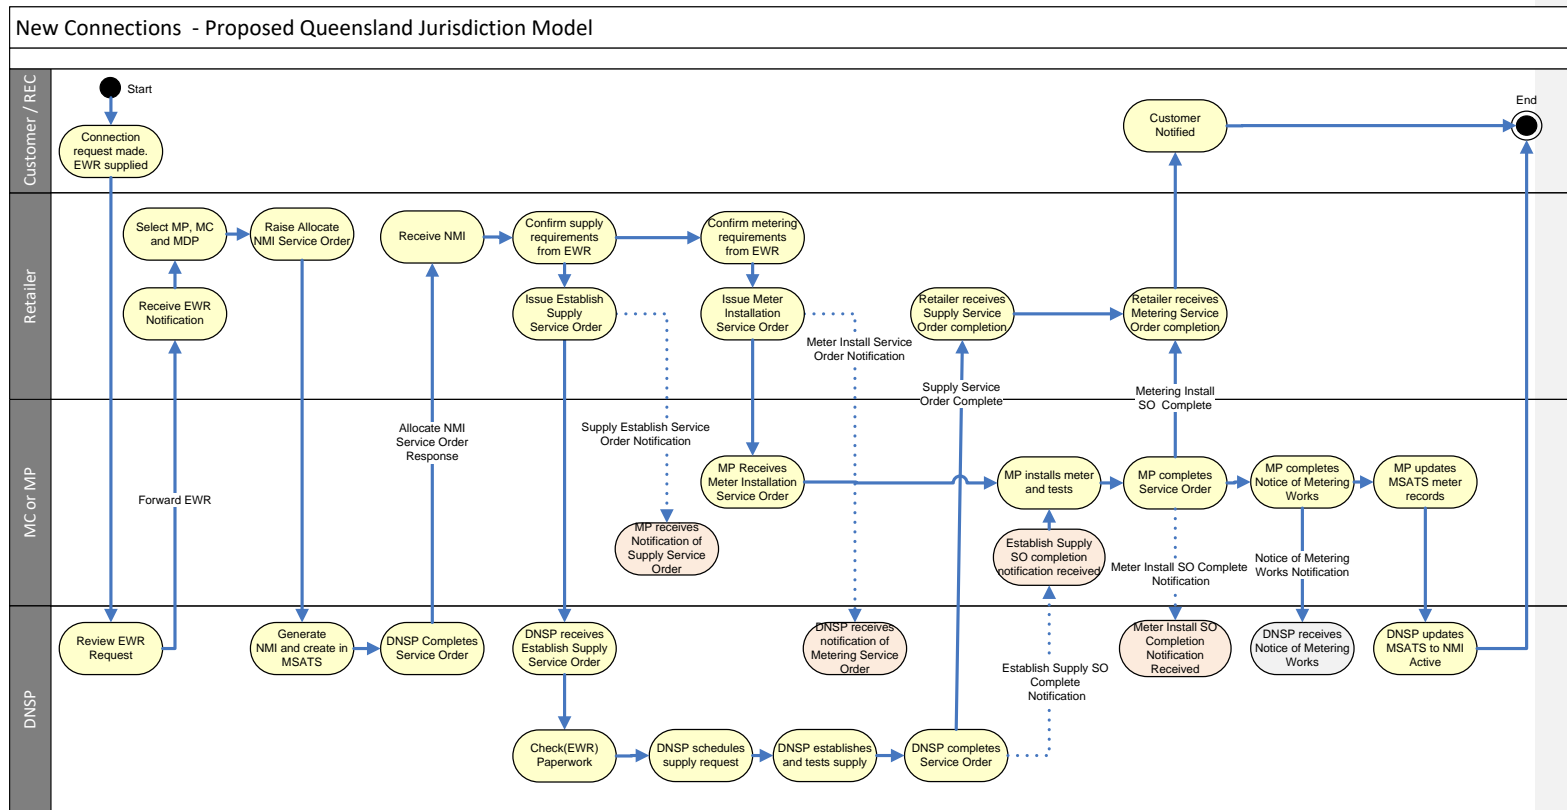 New Connections - Proposed Queensland Jurisdiction Model
Customer / REC
Start
Connection
request made.
EWR supplied
Customer
Notified
End
Retailer
Select MP, MC
and MDP
Raise Allocate
NMI Service Order
Receive NMI
Confirm supply
requirements
from EWR
Confirm metering
requirements
from EWR
Receive EWR
Notification
Issue Establish
Supply
Service Order
Issue Meter
Installation
Service Order
Retailer receives
Supply Service
Order completion
Retailer receives
Metering Service
Order completion
Meter Install Service
Order Notification
Supply Service
Order Complete
Metering Install
SO Complete
MC or MP
Allocate NMI
Service Order
Response
Supply Establish Service
Order Notification
Forward EWR
MP Receives
Meter Installation
Service Order
MP installs meter
and tests
MP completes
Service Order
MP completes
Notice of Metering
Works
MP updates
MSATS meter
records
MP receives
Notification of
Supply Service
Order
Establish Supply
SO completion
notification received
Meter Install SO Complete
Notification
Notice of Metering
Works Notification
DNSP
Review EWR
Request
Generate
NMI and create in
MSATS
DNSP Completes
Service Order
DNSP receives
Establish Supply
Service Order
DNSP receives
notification of
Metering Service
Order
Meter Install SO
Completion
Notification
Received
DNSP receives
Notice of Metering
Works
DNSP updates
MSATS to NMI
Active
Establish Supply SO
Complete
Notification
Check(EWR)
Paperwork
DNSP schedules
supply request
DNSP establishes
and tests supply
DNSP completes
Service Order